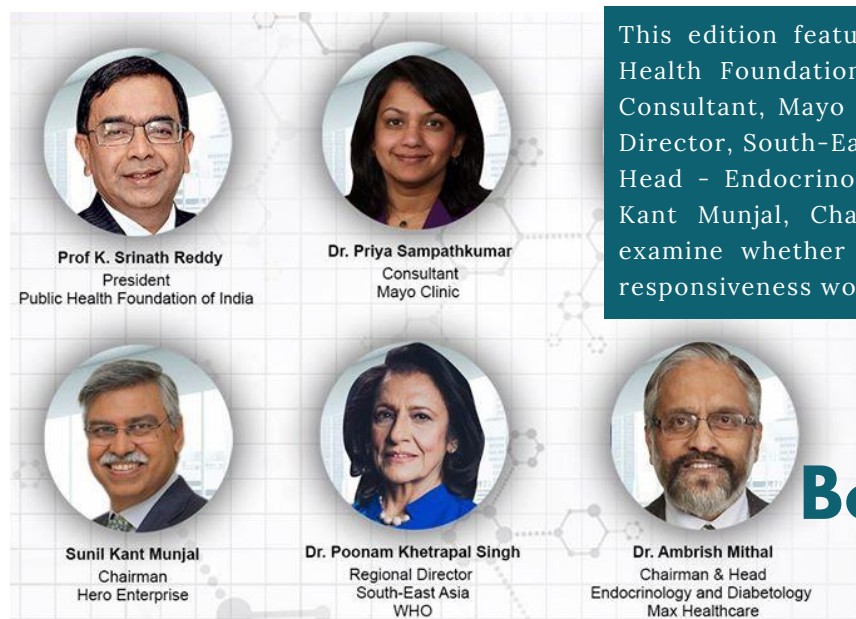 This edition featu
Health Foundation
Consultant, Mayo
Director, South-Ea
Head - Endocrino
Kant Munjal, Cha
examine whether
responsiveness wo
Prof K. Srinath Reddy
President
Public Health Foundation of India
Dr. Priya Sampathkumar
Consultant
Mayo Clinic
Sunil Kant Munjal
Chairman
Hero Enterprise
Dr. Poonam Khetrapal Singh
Regional Director
South-East Asia
WHO
Dr. Ambrish Mithal
Chairman & Head
Endocrinology and Diabetology
Max Healthcare
Be